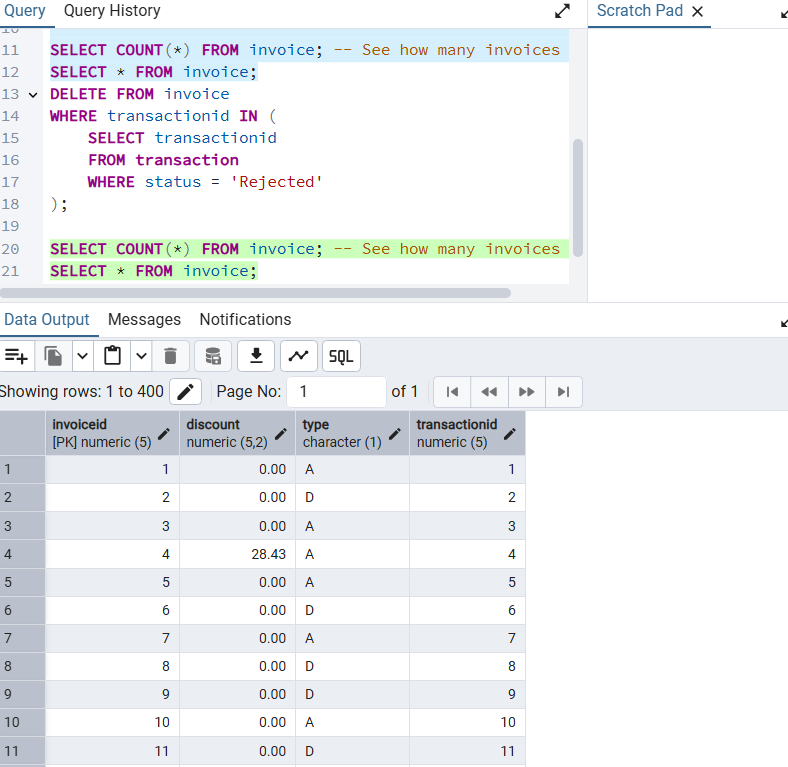 Query Query History Scratch Pad
10
11 SELECT COUNT(*) FROM invoice; -- See how many invoices
12 SELECT * FROM invoice;
13 DELETE FROM invoice
14 WHERE transactionid IN (
15 SELECT transactionid
16 FROM transaction
17 WHERE status = 'Rejected'
18 );
19
20 SELECT COUNT(*) FROM invoice; -- See how many invoices
21 SELECT * FROM invoice;
Data Output Messages Notifications
SQL
Showing rows: 1 to 400 Page No: 1 of 1
invoiceid discount type transactionid
[PK] numeric (5) numeric (5,2) character (1) numeric (5)
1 1 0.00 A 1
2 2 0.00 D 2
3 3 0.00 A 3
4 4 28.43 A 4
5 5 0.00 A 5
6 6 0.00 D 6
7 7 0.00 A 7
8 8 0.00 D 8
9 9 0.00 D 9
10 10 0.00 A 10
11 11 0.00 D 11